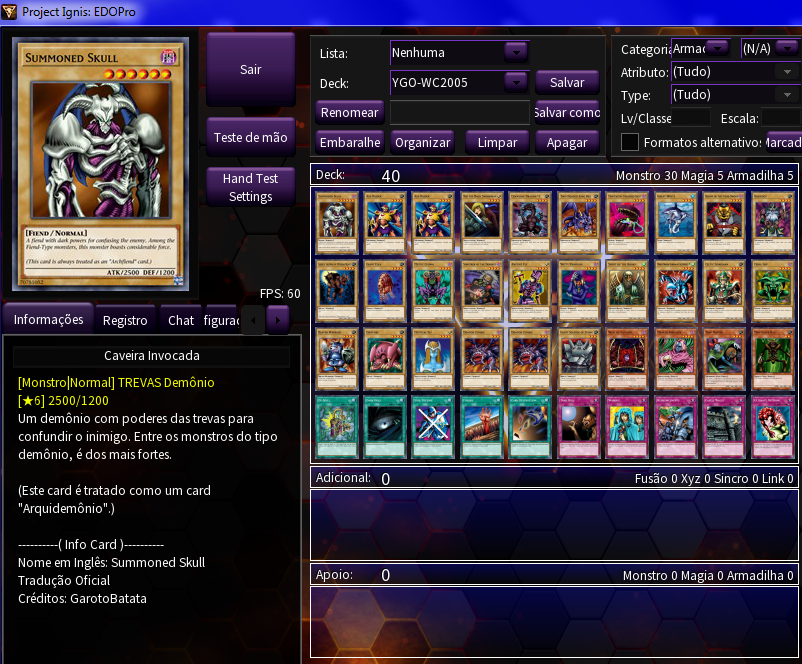 Project Ignis: EDOPro
SUMMONED SKULL
[FIEND / NORMAL]
A fiend with dark powers for confusing the enemy. Among the
Fiend-Type monsters, this monster boasts considerable force.
(This card is always treated as an "Archfiend" card.)
ATK/2500 DEF/1200
Sair
Teste de mão
Hand Test
Settings
FPS: 60
Lista:
Nenhuma
Deck:
YGO-WC2005
Salvar
Renomear
Salvar como
Embaralhe
Organizar
Limpar
Apagar
Categoria
Armac
(N/A)
Atributo:
(Tudo)
Type:
(Tudo)
Lv/Classe
Escala:
Formatos alternativo:
Marcad
Deck:
40
Monstro 30 Magia 5 Armadilha 5
Informações
Registro
Chat
figurac
Caveira Invocada
[Monstro|Normal] TREVAS Demônio
[★6] 2500/1200
Um demônio com poderes das trevas para
confundir o inimigo. Entre os monstros do tipo
demônio, é dos mais fortes.
(Este card é tratado como um card
"Arquidemônio".)
----------( Info Card )----------
Nome em Inglês: Summoned Skull
Tradução Oficial
Créditos: GarotoBatata
Adicional:
0
Fusão 0 Xyz 0 Sincro 0 Link 0
Apoio:
0
Monstro 0 Magia 0 Armadilha 0